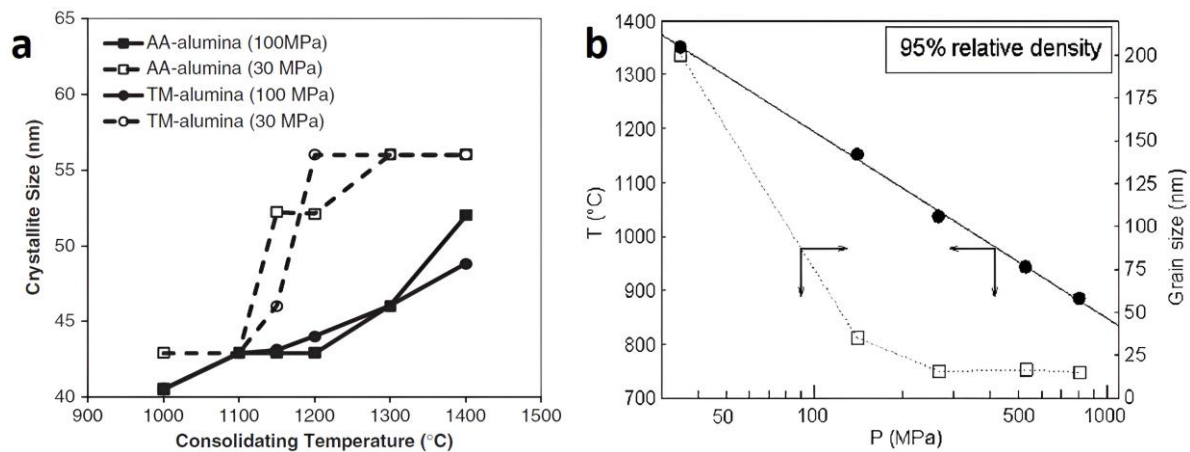 a
65
60
55
50
45
40
Crystallite Size (nm)
AA-alumina (100MPa)
AA-alumina (30 MPa)
TM-alumina (100 MPa)
TM-alumina (30 MPa)
900 1000 1100 1200 1300 1400 1500
Consolidating Temperature (°C)
b
95% relative density
1400
1300
1200
1100
1000
900
800
700
T (°C)
200
175
150
125
100
75
50
25
0
Grain size (nm)
50 100 500 1000
P (MPa)